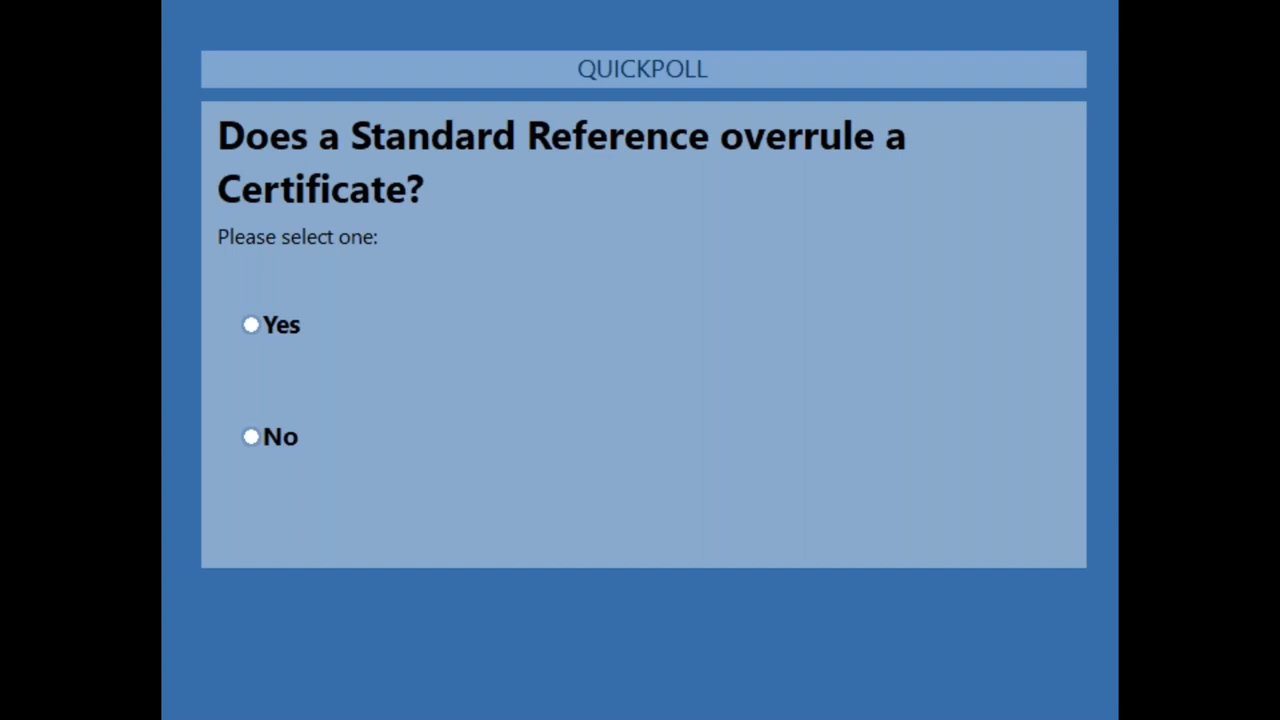 QUICKPOLL
Does a Standard Reference overrule a
Certificate?
Please select one:
Yes
No